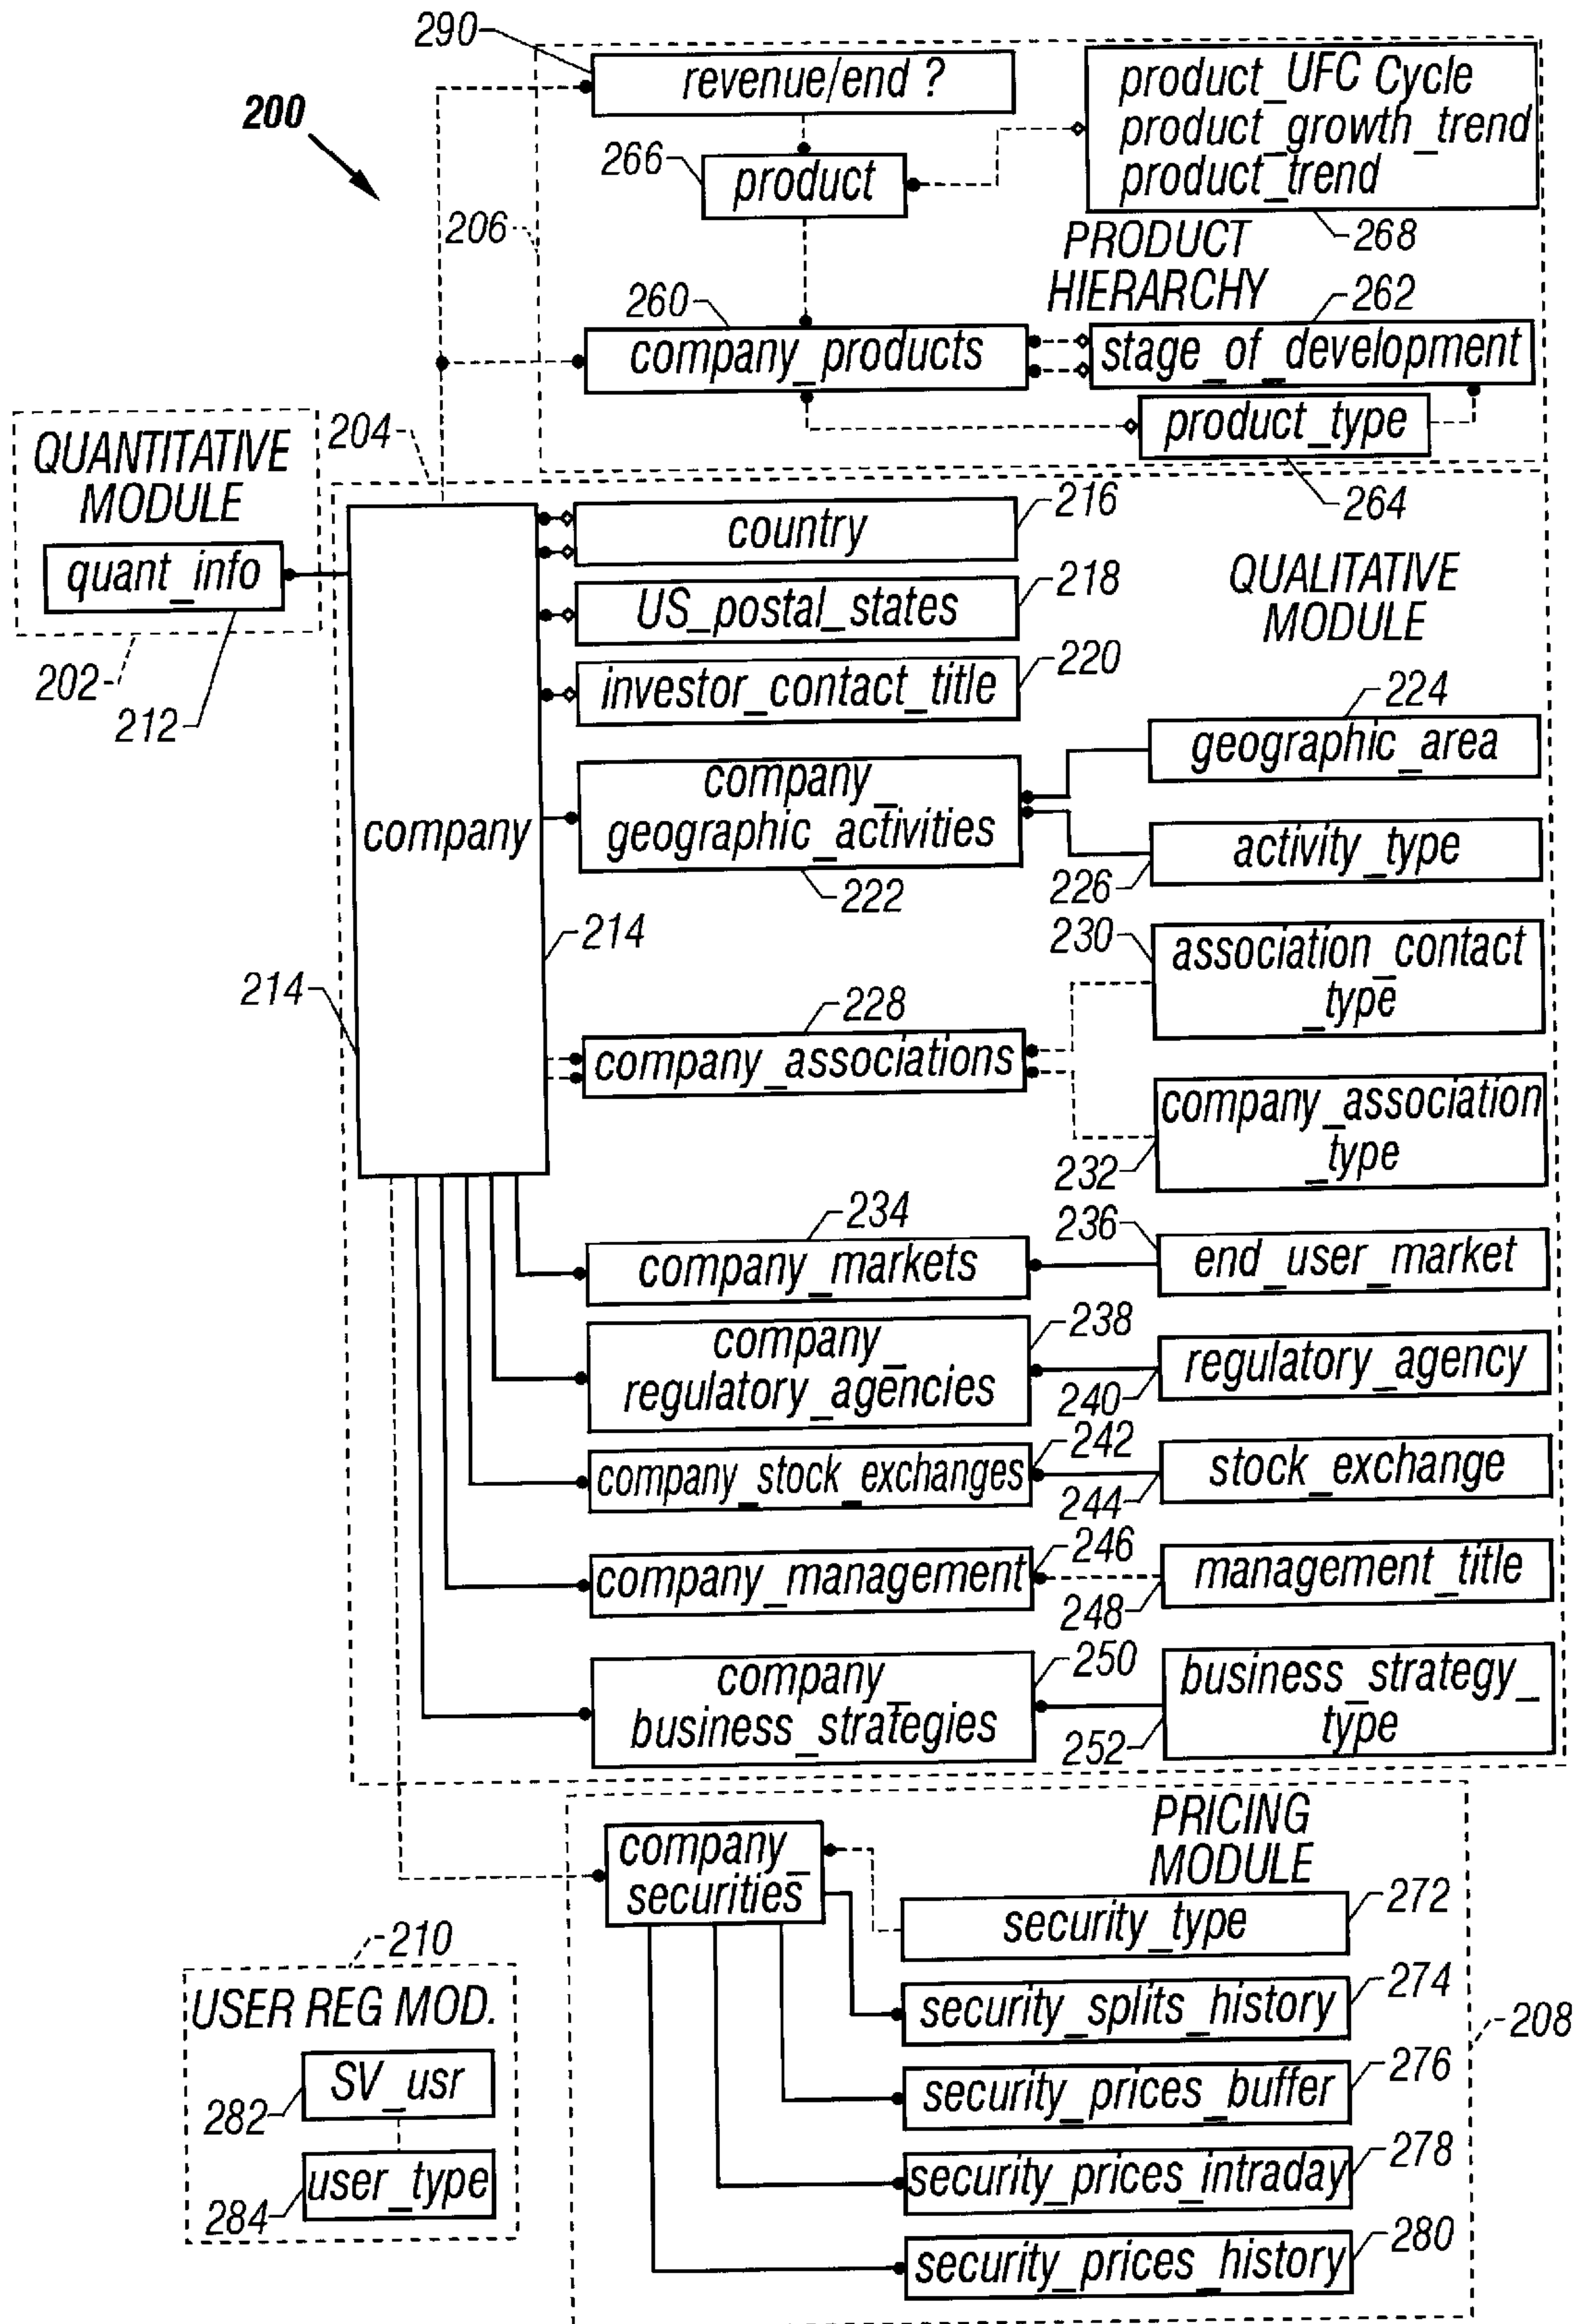 290
revenue/end ?
product_UFC Cycle
product_growth_trend
product_trend
200
266
product
206
268
PRODUCT
HIERARCHY
260
262
company_products
stage_of_development
product_type
264
204
QUANTITATIVE
MODULE
quant_info
202
212
company
214
214
country
216
US_postal_states
218
investor_contact_title
220
QUALITATIVE
MODULE
224
geographic_area
company_
geographic_activities
222
activity_type
226
230
association_contact
_type
228
company_associations
company_association
_type
232
234
company_markets
236
end_user_market
238
company_
regulatory_agencies
regulatory_agency
240
242
company_stock_exchanges
stock_exchange
244
246
company_management
management_title
248
250
company_
business_strategies
business_strategy_
type
252
PRICING
MODULE
company_
securities
security_type
272
security_splits_history
274
208
security_prices_buffer
276
security_prices_intraday
278
security_prices_history
280
210
USER REG MOD.
SV_usr
282
user_type
284